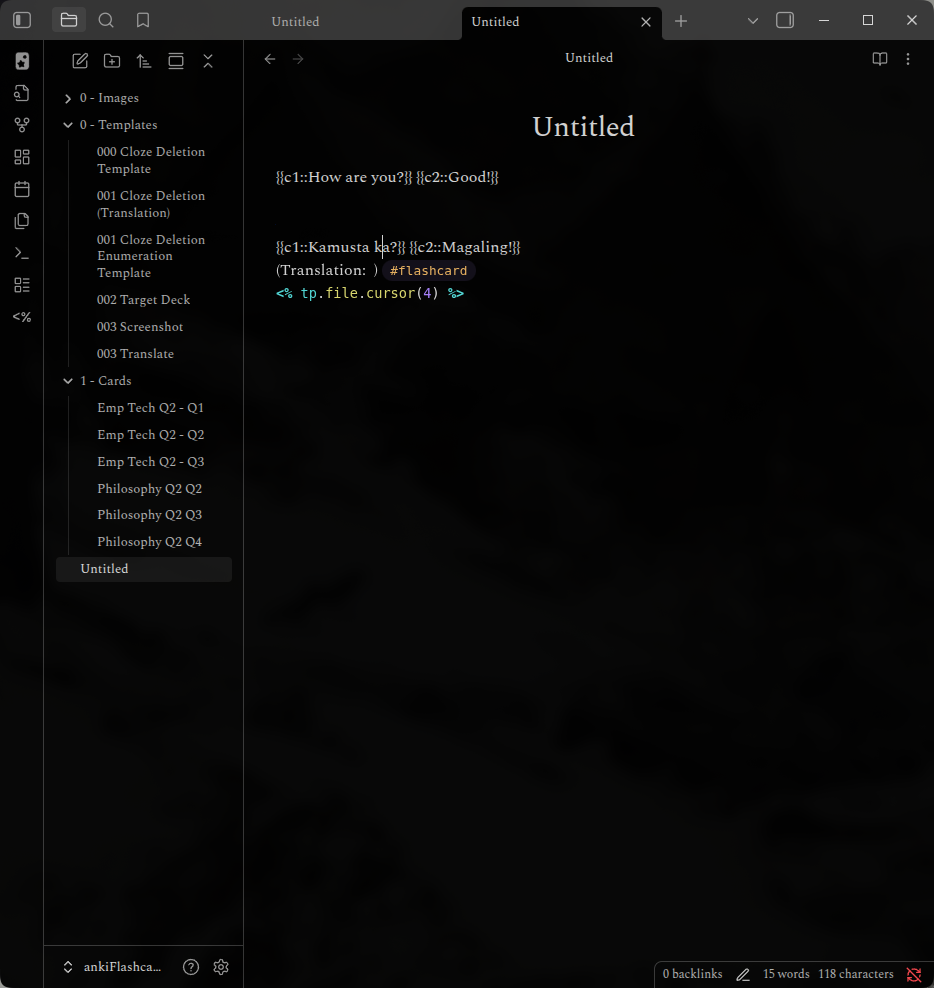 Untitled
Untitled
0 - Images
0 - Templates
000 Cloze Deletion
Template
001 Cloze Deletion
(Translation)
001 Cloze Deletion
Enumeration
Template
002 Target Deck
003 Screenshot
003 Translate
1 - Cards
Emp Tech Q2 - Q1
Emp Tech Q2 - Q2
Emp Tech Q2 - Q3
Philosophy Q2 Q2
Philosophy Q2 Q3
Philosophy Q2 Q4
Untitled
ankiFlashca...
Untitled
Untitled
{{c1::How are you?}} {{c2::Good!}}
{{c1::Kamusta ka?}} {{c2::Magaling!}}
(Translation: ) #flashcard
<% tp.file.cursor(4) %>
<%
0 backlinks 15 words 118 characters